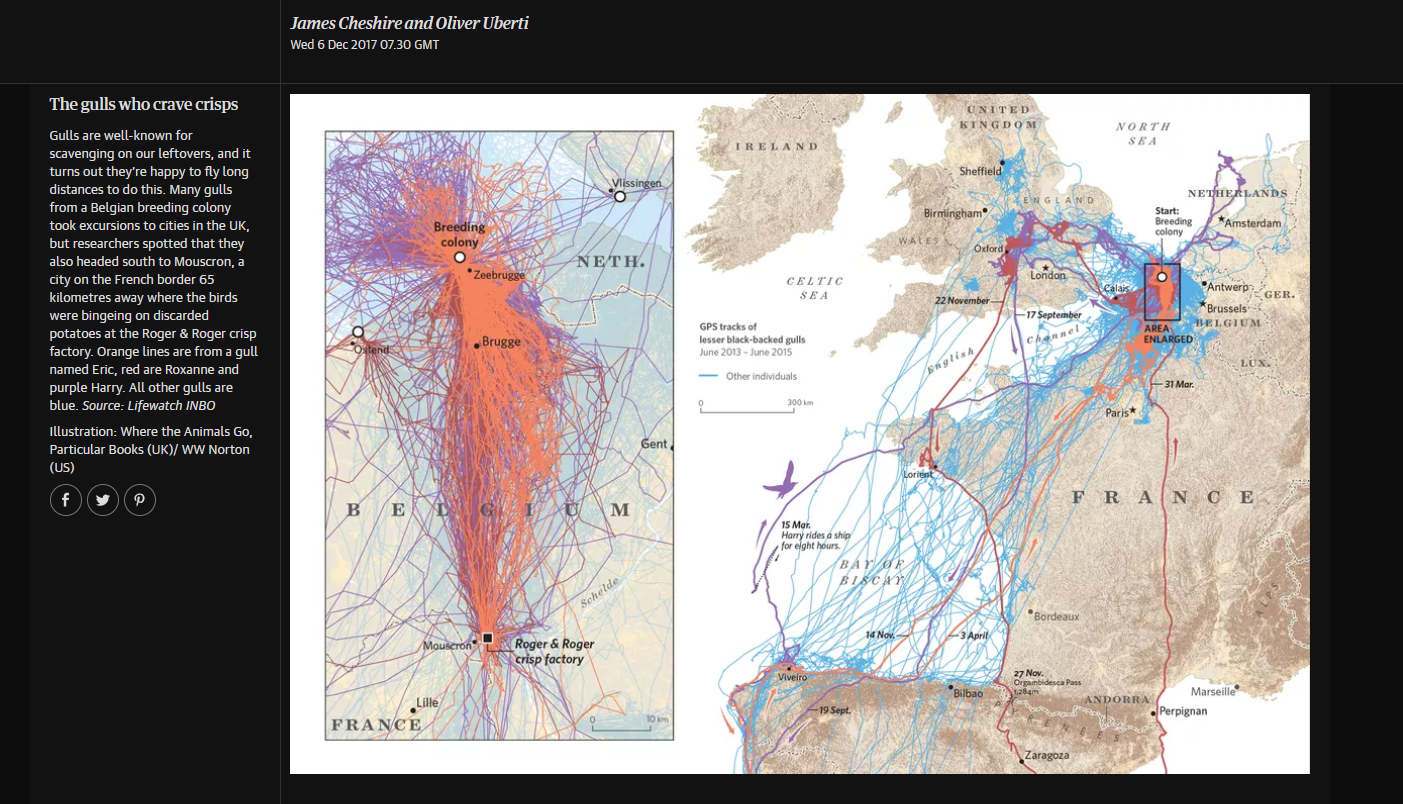 James Cheshire and Oliver Uberti
Wed 6 Dec 2017 07.30 GMT
The gulls who crave crisps
Gulls are well-known for
scavenging on our leftovers, and it
turns out they're happy to fly long
distances to do this. Many gulls
from a Belgian breeding colony
took excursions to cities in the UK,
but researchers spotted that they
also headed south to Mouscron, a
city on the French border 65
kilometres away where the birds
were bingeing on discarded
potatoes at the Roger & Roger crisp
factory. Orange lines are from a gull
named Eric, red are Roxanne and
purple Harry. All other gulls are
blue. Source: Lifewatch INBO
Illustration: Where the Animals Go,
Particular Books (UK)/ WW Norton
(US)
Vlissingen
Breeding
colony
NETH.
Zeebrugge
Brugge
Ostend
Gent
BELGIUM
Schelde
Mouscron
Roger & Roger
crisp factory
Lille
FRANCE
0 10 km
UNITED
KINGDOM
NORTH
SEA
IRELAND
Sheffield
NETHERLANDS
ENGLAND
Birmingham
Start:
Breeding
colony
Amsterdam
WALES
Oxford
London
CELTIC
SEA
Calais
Antwerp
GER.
22 November
Brussels
17 September
BELGIUM
GPS tracks of
lesser black-backed gulls
June 2013 – June 2015
AREA
ENLARGED
English Channel
LUX.
Other individuals
31 Mar.
0 300 km
Paris
Lorient
FRANCE
15 Mar.
Harry rides a ship
for eight hours.
BAY OF
BISCAY
ALPS
Bordeaux
14 Nov.
3 April
Viveiro
27 Nov.
Orgambidesca Pass
1,284m
Bilbao
ANDORRA
Marseille
PYRENEES
Perpignan
19 Sept.
Zaragoza